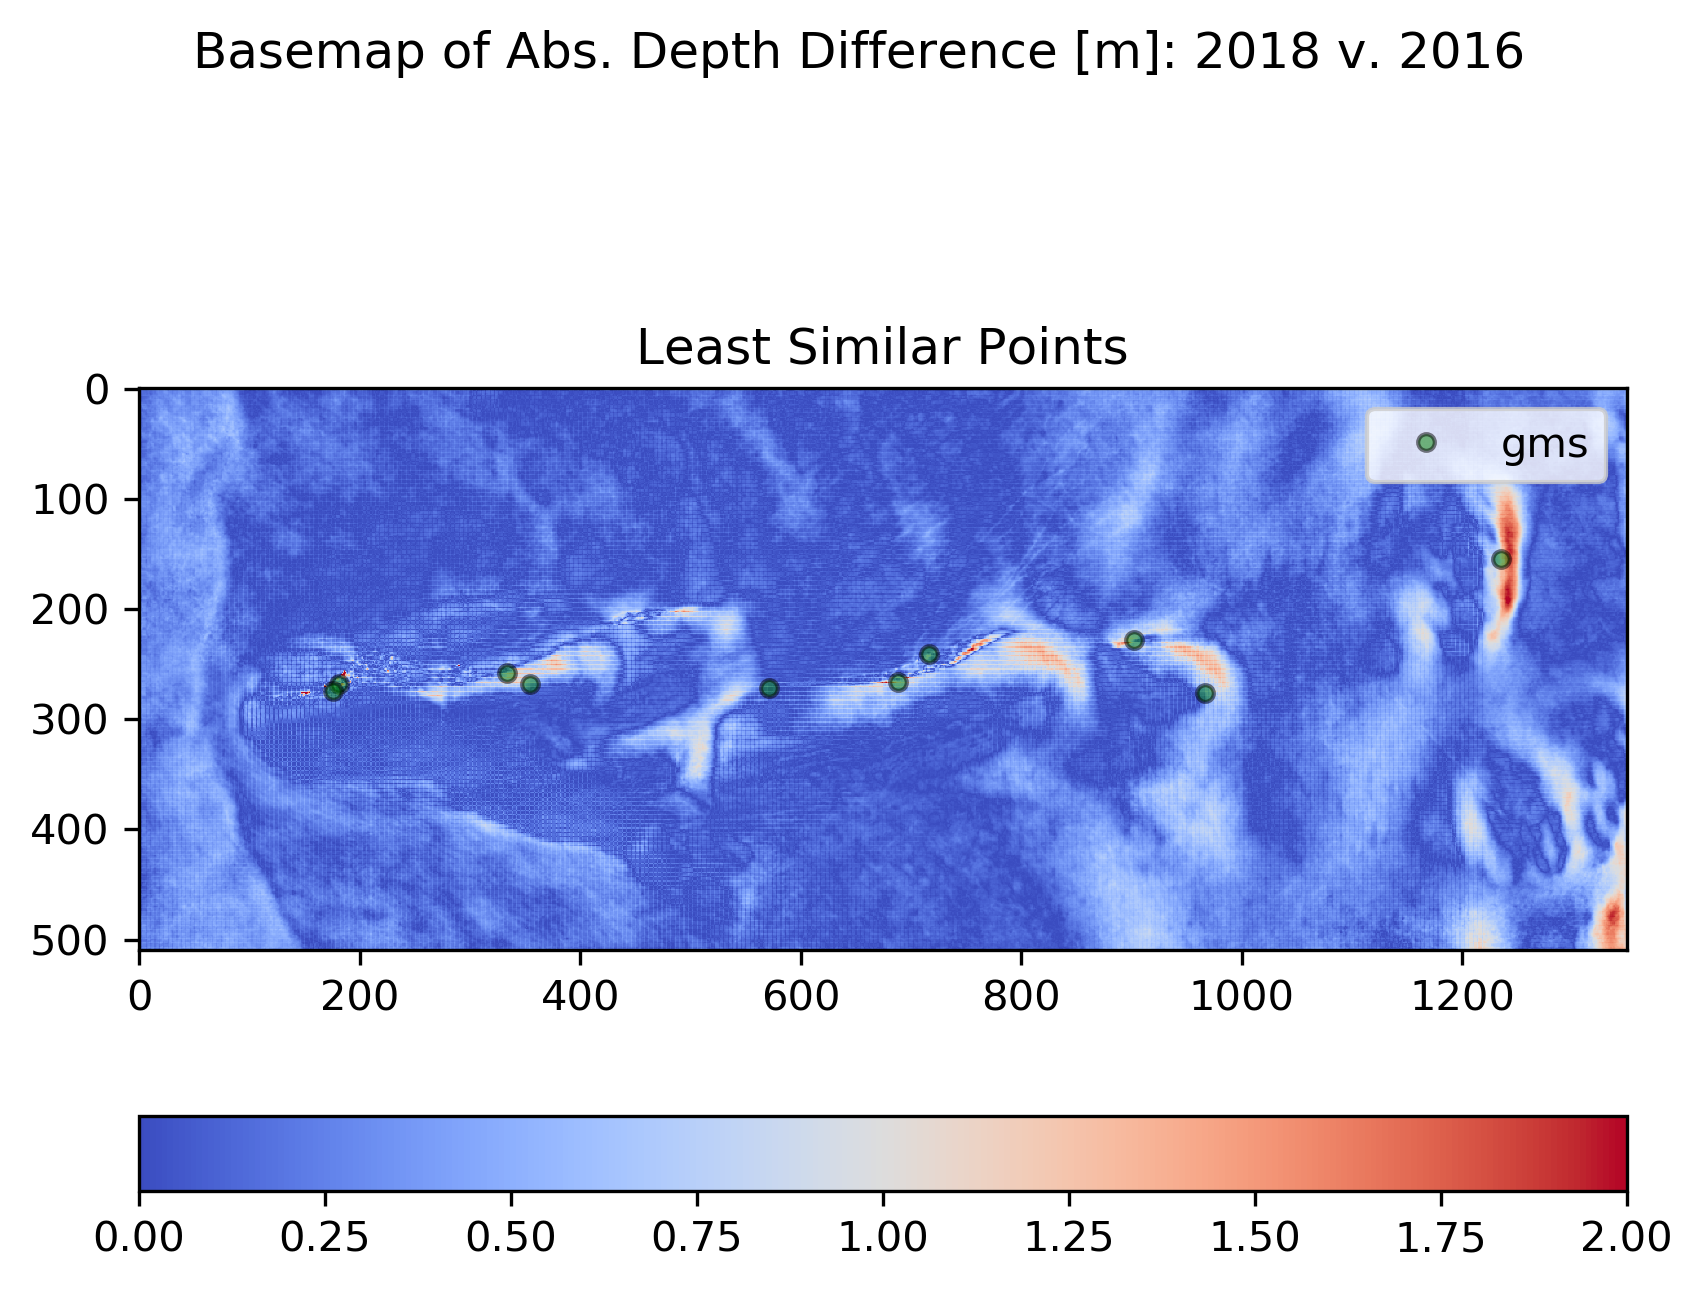 Basemap of Abs. Depth Difference [m]: 2018 v. 2016
Least Similar Points
gms
0
100
200
300
400
500
0 200 400 600 800 1000 1200
0.00 0.25 0.50 0.75 1.00 1.25 1.50 1.75 2.00